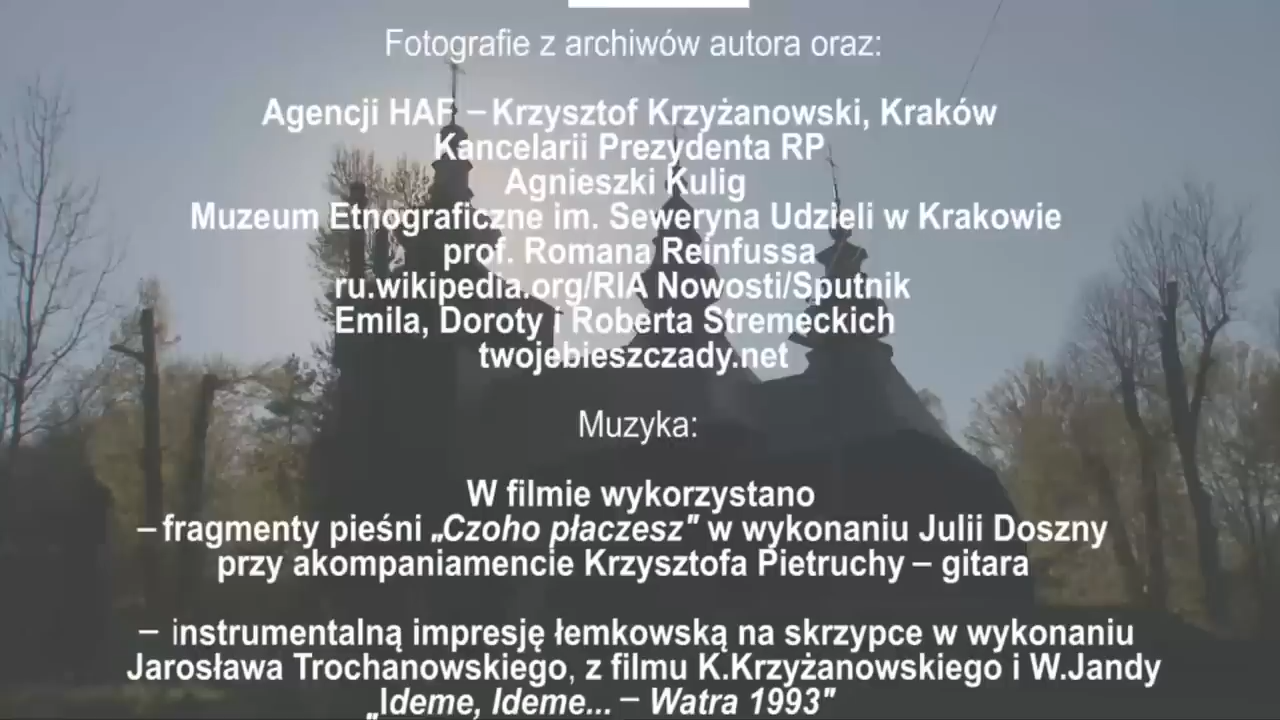 Fotografie z archiwów autora oraz:
Agencji HAF – Krzysztof Krzyżanowski, Kraków
Kancelarii Prezydenta RP
Agnieszki Kulig
Muzeum Etnograficzne im. Seweryna Udzieli w Krakowie
prof. Romana Reinfussa
ru.wikipedia.org/RIA Nowosti/Sputnik
Emila, Doroty i Roberta Stremęckich
twojebieszczady.net
Muzyka:
W filmie wykorzystano
– fragmenty pieśni „Czoho płaczesz" w wykonaniu Julii Doszny
przy akompaniamencie Krzysztofa Pietruchy – gitara
– instrumentalną impresję łemkowską na skrzypce w wykonaniu
Jarosława Trochanowskiego, z filmu K.Krzyżanowskiego i W.Jandy
„Ideme, Ideme... – Watra 1993"